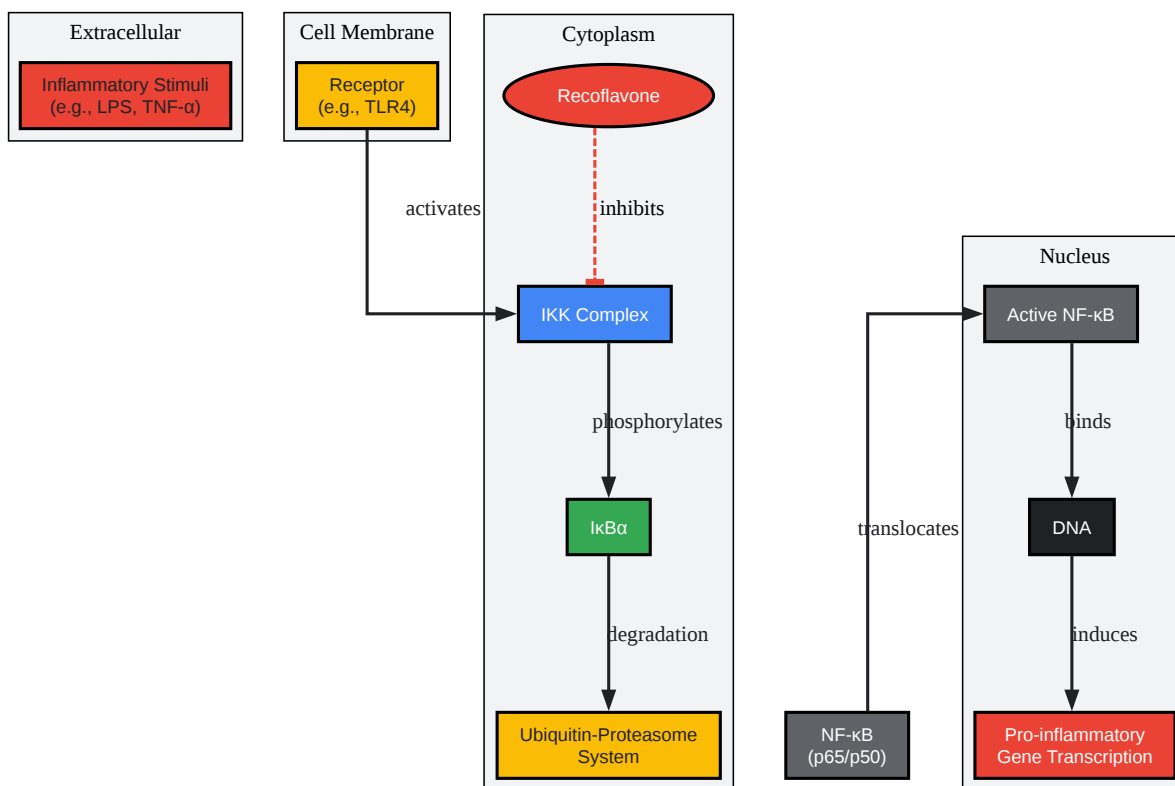 Extracellular
Inflammatory Stimuli
(e.g., LPS, TNF-α)
Cell Membrane
Receptor
(e.g., TLR4)
Cytoplasm
Recoflavone
activates
inhibits
IKK Complex
phosphorylates
IκBα
degradation
Ubiquitin-Proteasome
System
NF-κB
(p65/p50)
translocates
Nucleus
Active NF-κB
binds
DNA
induces
Pro-inflammatory
Gene Transcription